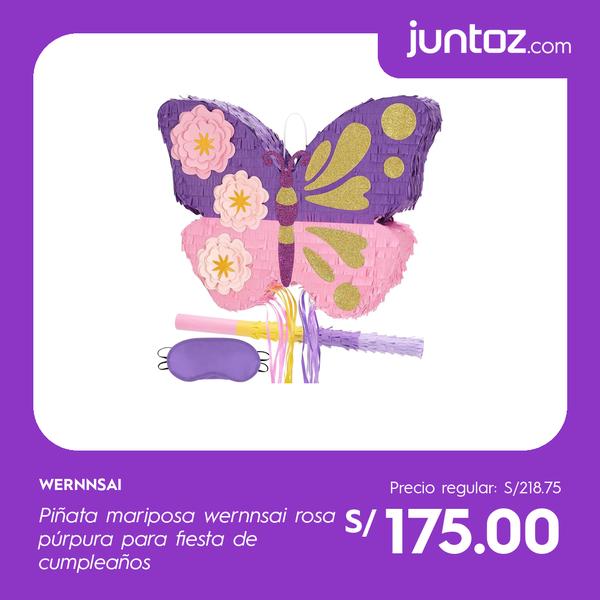 juntoz.com
WERNNSAI
Piñata mariposa wernnsai rosa
púrpura para fiesta de
cumpleaños
Precio regular: S/218.75
S/ 175.00